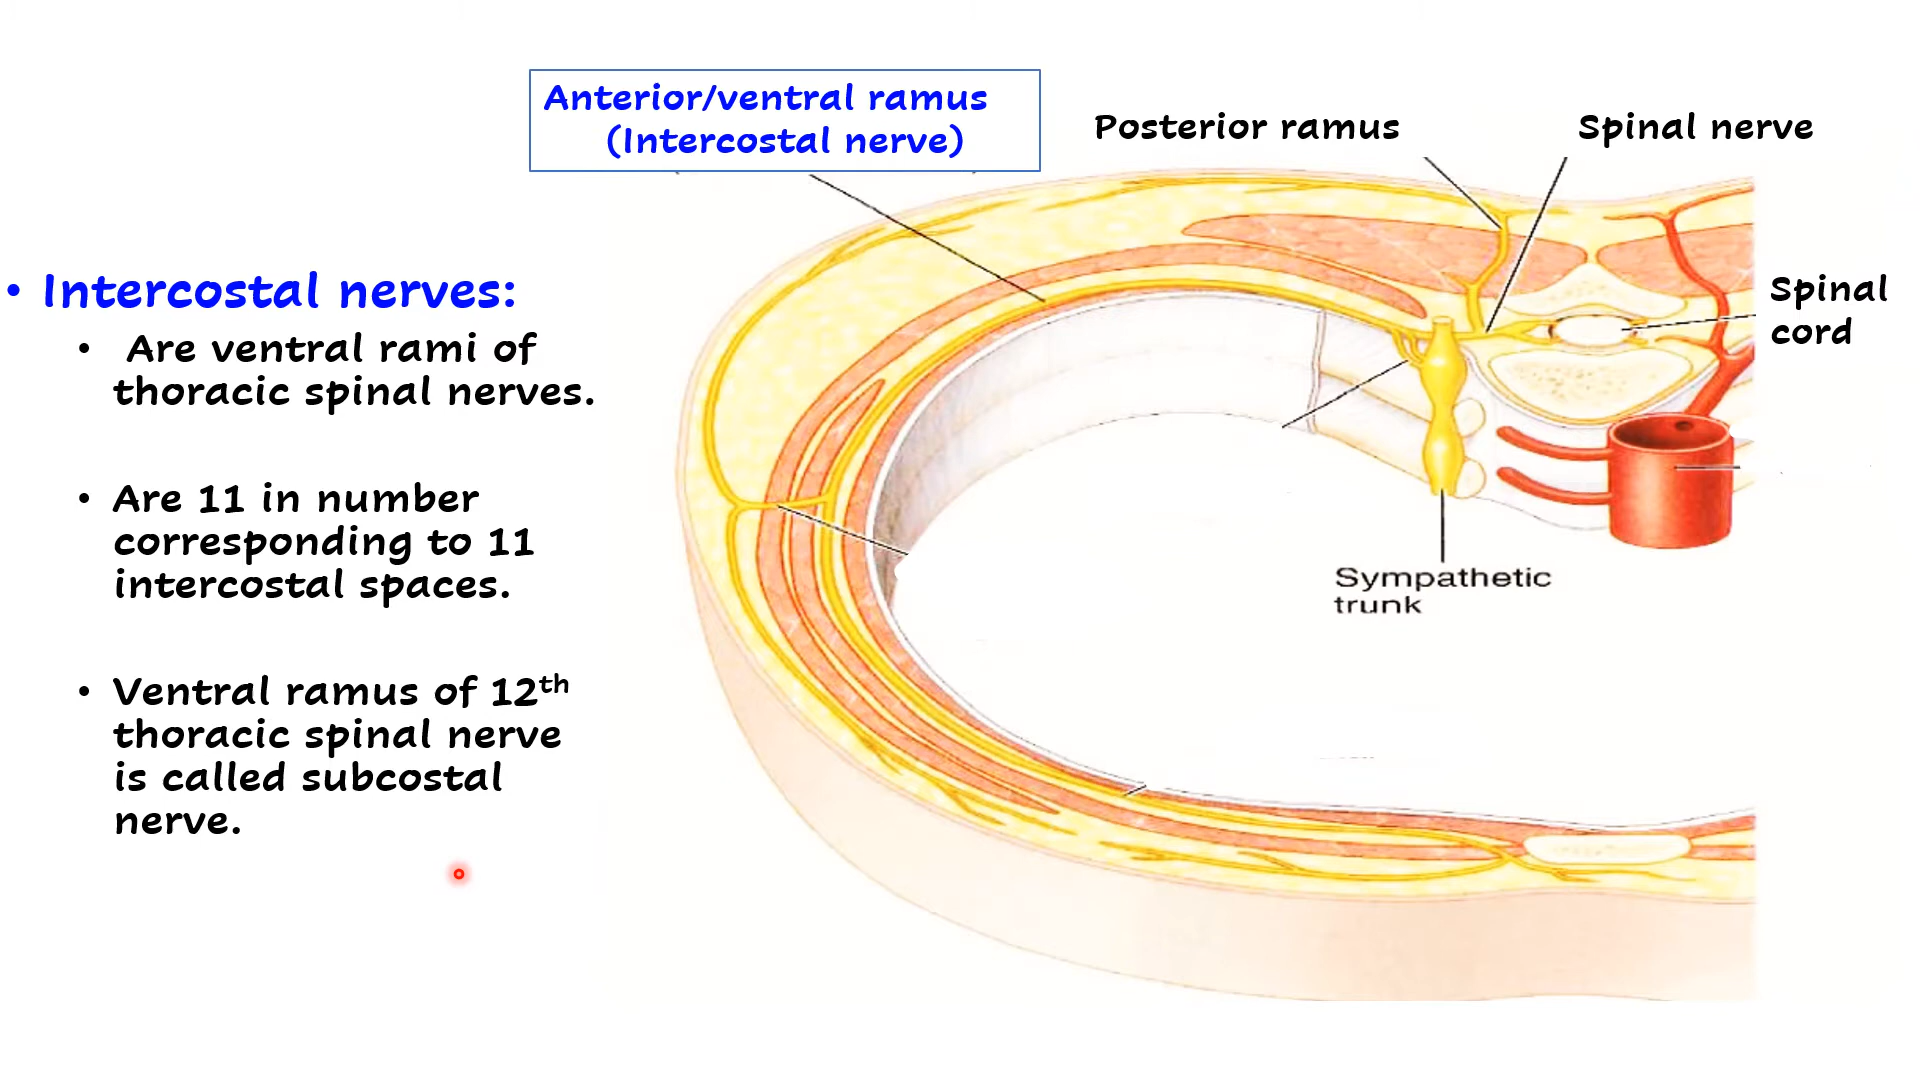 Anterior/ventral ramus
(Intercostal nerve)
Posterior ramus
Spinal nerve
Spinal
cord
• Intercostal nerves:
• Are ventral rami of
thoracic spinal nerves.
• Are 11 in number
corresponding to 11
intercostal spaces.
• Ventral ramus of 12th
thoracic spinal nerve
is called subcostal
nerve.
Sympathetic
trunk